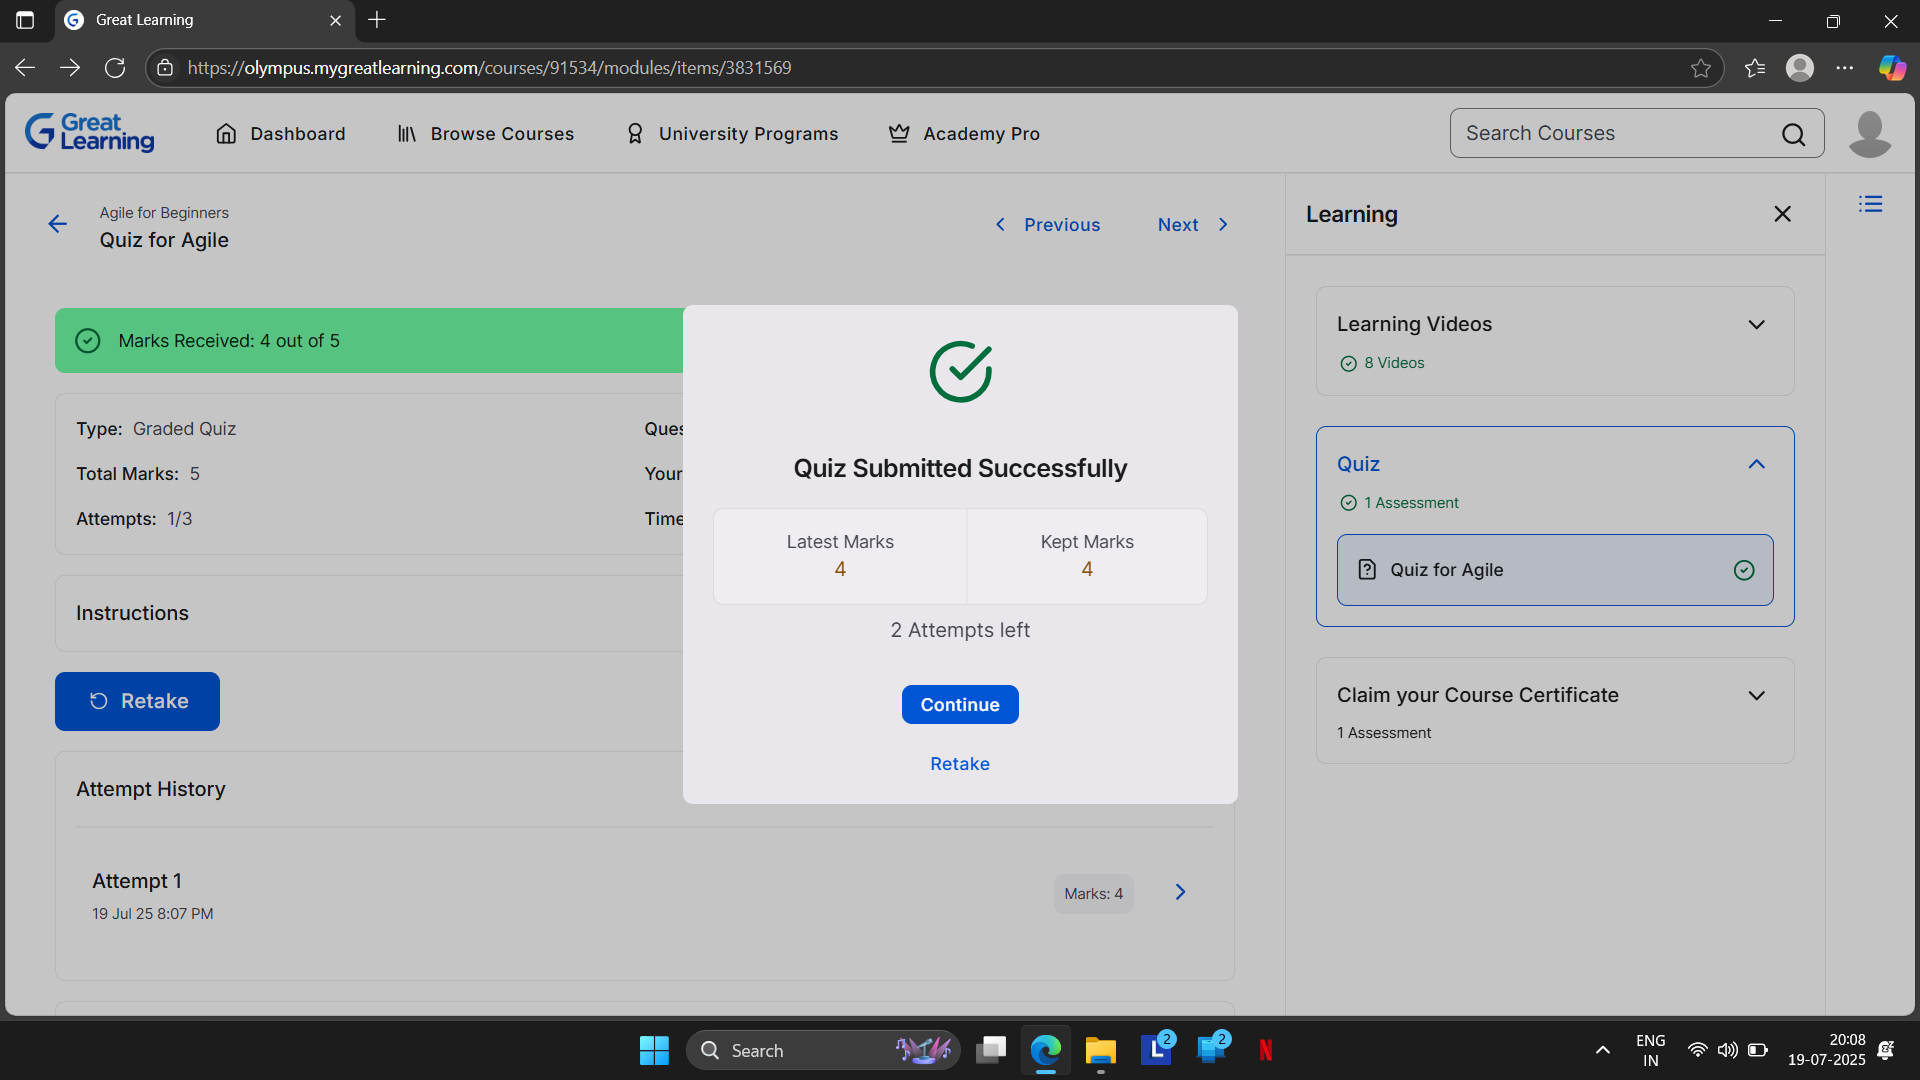 Great Learning
https://olympus.mygreatlearning.com/courses/91534/modules/items/3831569
Great
Learning
Dashboard
Browse Courses
University Programs
Academy Pro
Search Courses
Agile for Beginners
Quiz for Agile
Previous
Next
Learning
Marks Received: 4 out of 5
Type: Graded Quiz
Ques
Total Marks: 5
Your
Attempts: 1/3
Time
Instructions
Retake
Attempt History
Attempt 1
19 Jul 25 8:07 PM
Marks: 4
Quiz Submitted Successfully
Latest Marks
4
Kept Marks
4
2 Attempts left
Continue
Retake
Learning Videos
8 Videos
Quiz
1 Assessment
Quiz for Agile
Claim your Course Certificate
1 Assessment
Search
L
2
2
N
ENG
IN
20:08
19-07-2025